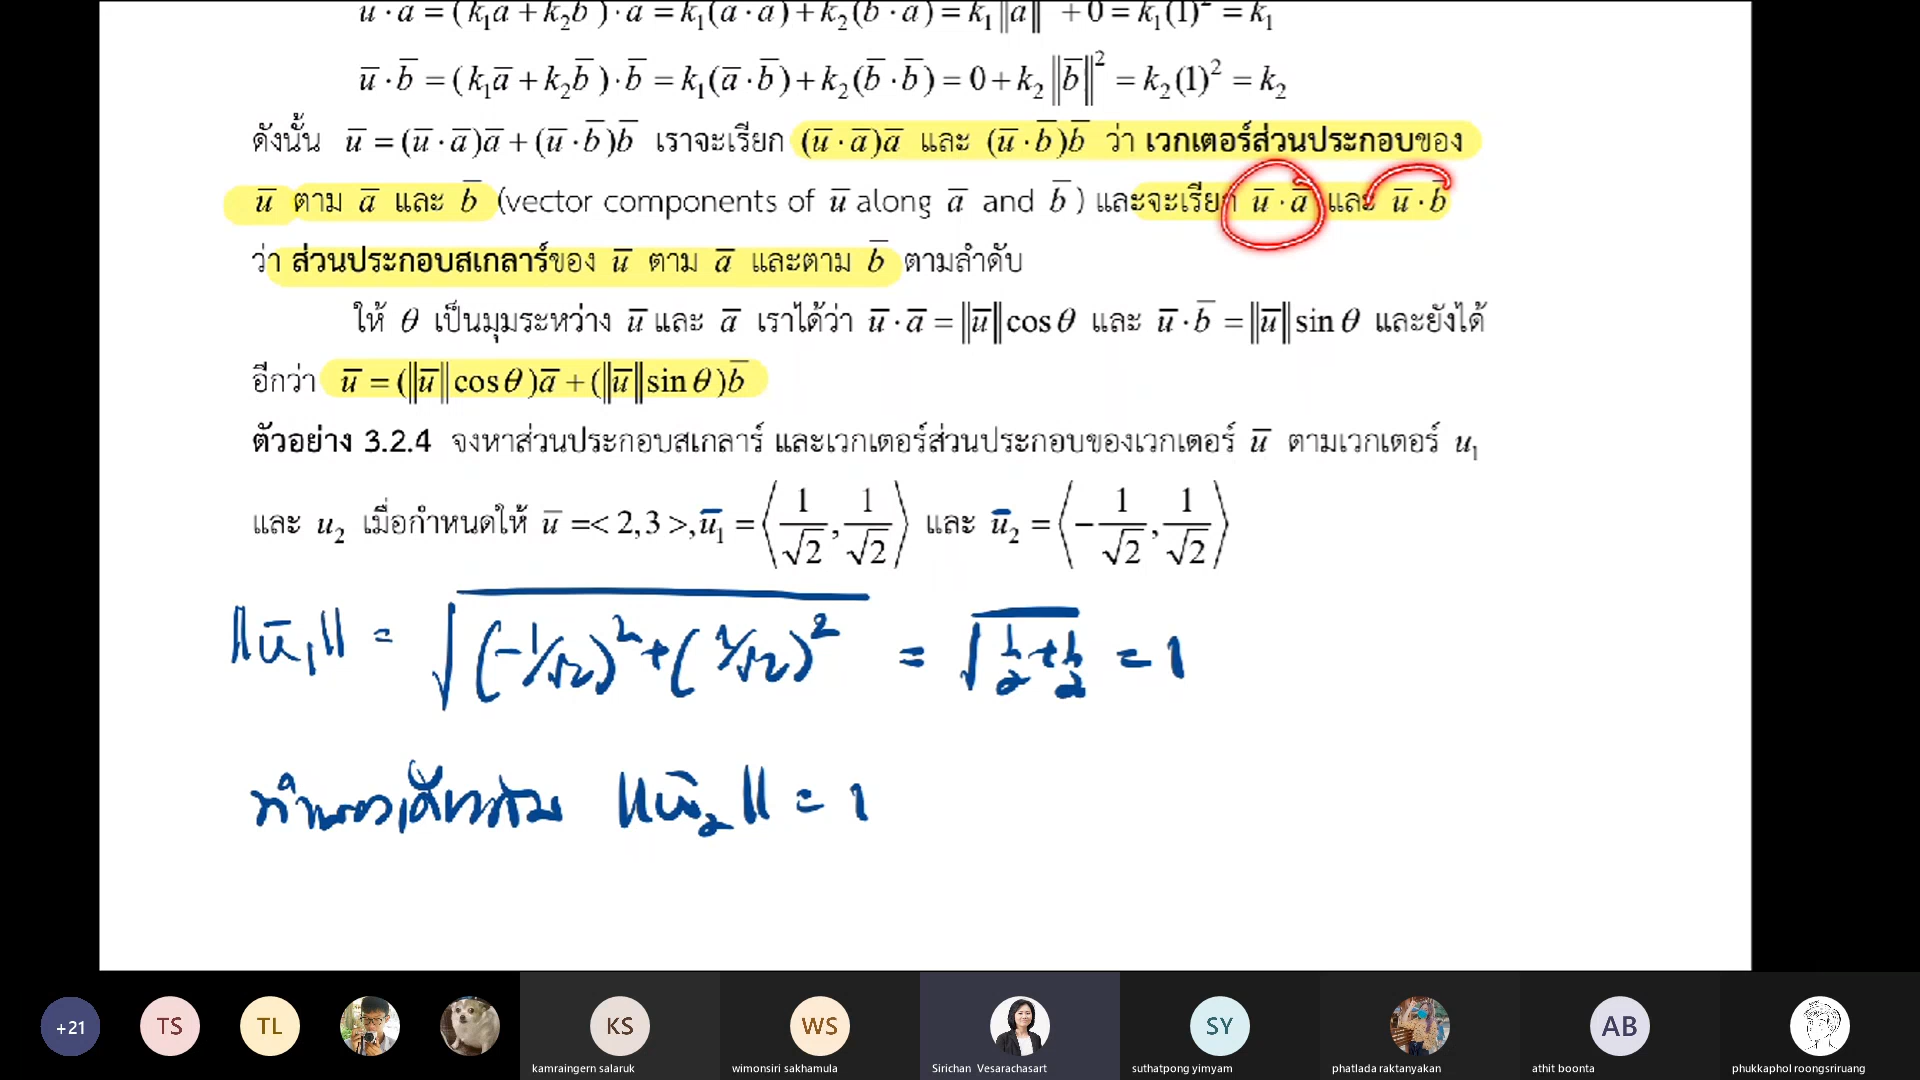 u · a = (k₁a + k₂b) · a = k₁(a · a) + k₂(b · a) = k₁‖a‖ + 0 = k₁(1)² = k₁
u̅ · b̅ = (k₁a̅ + k₂b̅) · b̅ = k₁(a̅ · b̅) + k₂(b̅ · b̅) = 0 + k₂‖b̅‖² = k₂(1)² = k₂
ดังนั้น u̅ = (u̅ · a̅)a̅ + (u̅ · b̅)b̅ เราจะเรียก (u̅ · a̅)a̅ และ (u̅ · b̅)b̅ ว่า เวกเตอร์ส่วนประกอบของ
u̅ ตาม a̅ และ b̅ (vector components of u̅ along a̅ and b̅) และจะเรียก u̅ · a̅ และ u̅ · b̅
ว่า ส่วนประกอบสเกลาร์ของ u̅ ตาม a̅ และตาม b̅ ตามลำดับ
ให้ θ เป็นมุมระหว่าง u̅ และ a̅ เราได้ว่า u̅ · a̅ = ‖u̅‖cos θ และ u̅ · b̅ = ‖u̅‖sin θ และยังได้
อีกว่า u̅ = (‖u̅‖cos θ)a̅ + (‖u̅‖sin θ)b̅
ตัวอย่าง 3.2.4 จงหาส่วนประกอบสเกลาร์ และเวกเตอร์ส่วนประกอบของเวกเตอร์ u̅ ตามเวกเตอร์ u₁
และ u₂ เมื่อกำหนดให้ u̅ =< 2,3 >, u̅₁ = ⟨1/√2, 1/√2⟩ และ u̅₂ = ⟨−1/√2, 1/√2⟩
‖u̅₁‖ = √((−1/√2)² + (1/√2)²) = √(1/2 + 1/2) = 1
ทำนองเดียวกัน ‖u̅₂‖ = 1
+21 TS TL KS WS SY AB
kamraingern salaruk wimonsiri sakhamula Sirichan Vesarachasart suthatpong yimyam phatlada raktanyakan athit boonta phukkaphol roongsriruang